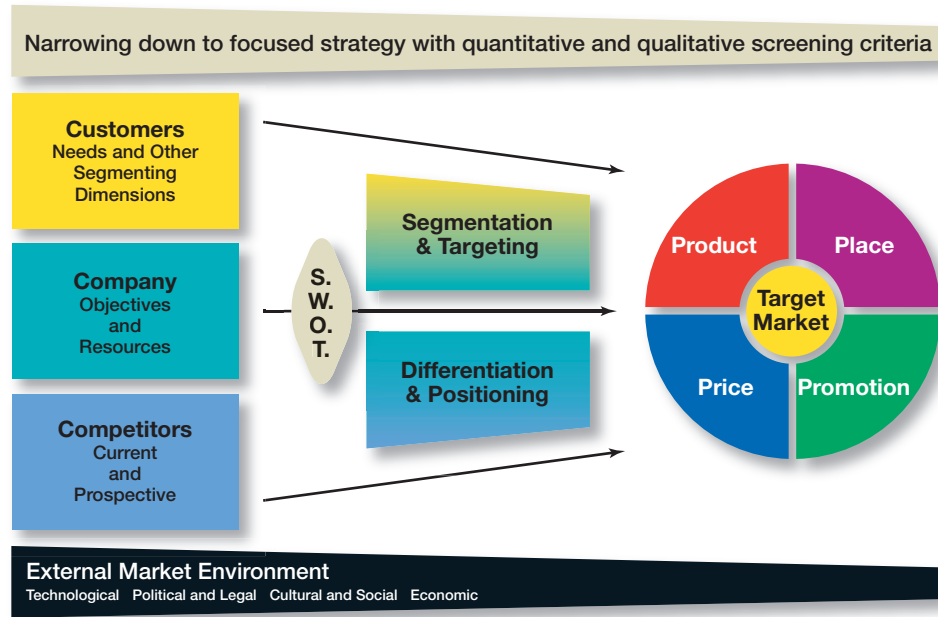 Narrowing down to focused strategy with quantitative and qualitative screening criteria
Customers
Needs and Other
Segmenting
Dimensions
Company
Objectives
and
Resources
Competitors
Current
and
Prospective
S.
W.
O.
T.
Segmentation
& Targeting
Differentiation
& Positioning
Product
Place
Target
Market
Price
Promotion
External Market Environment
Technological Political and Legal Cultural and Social Economic